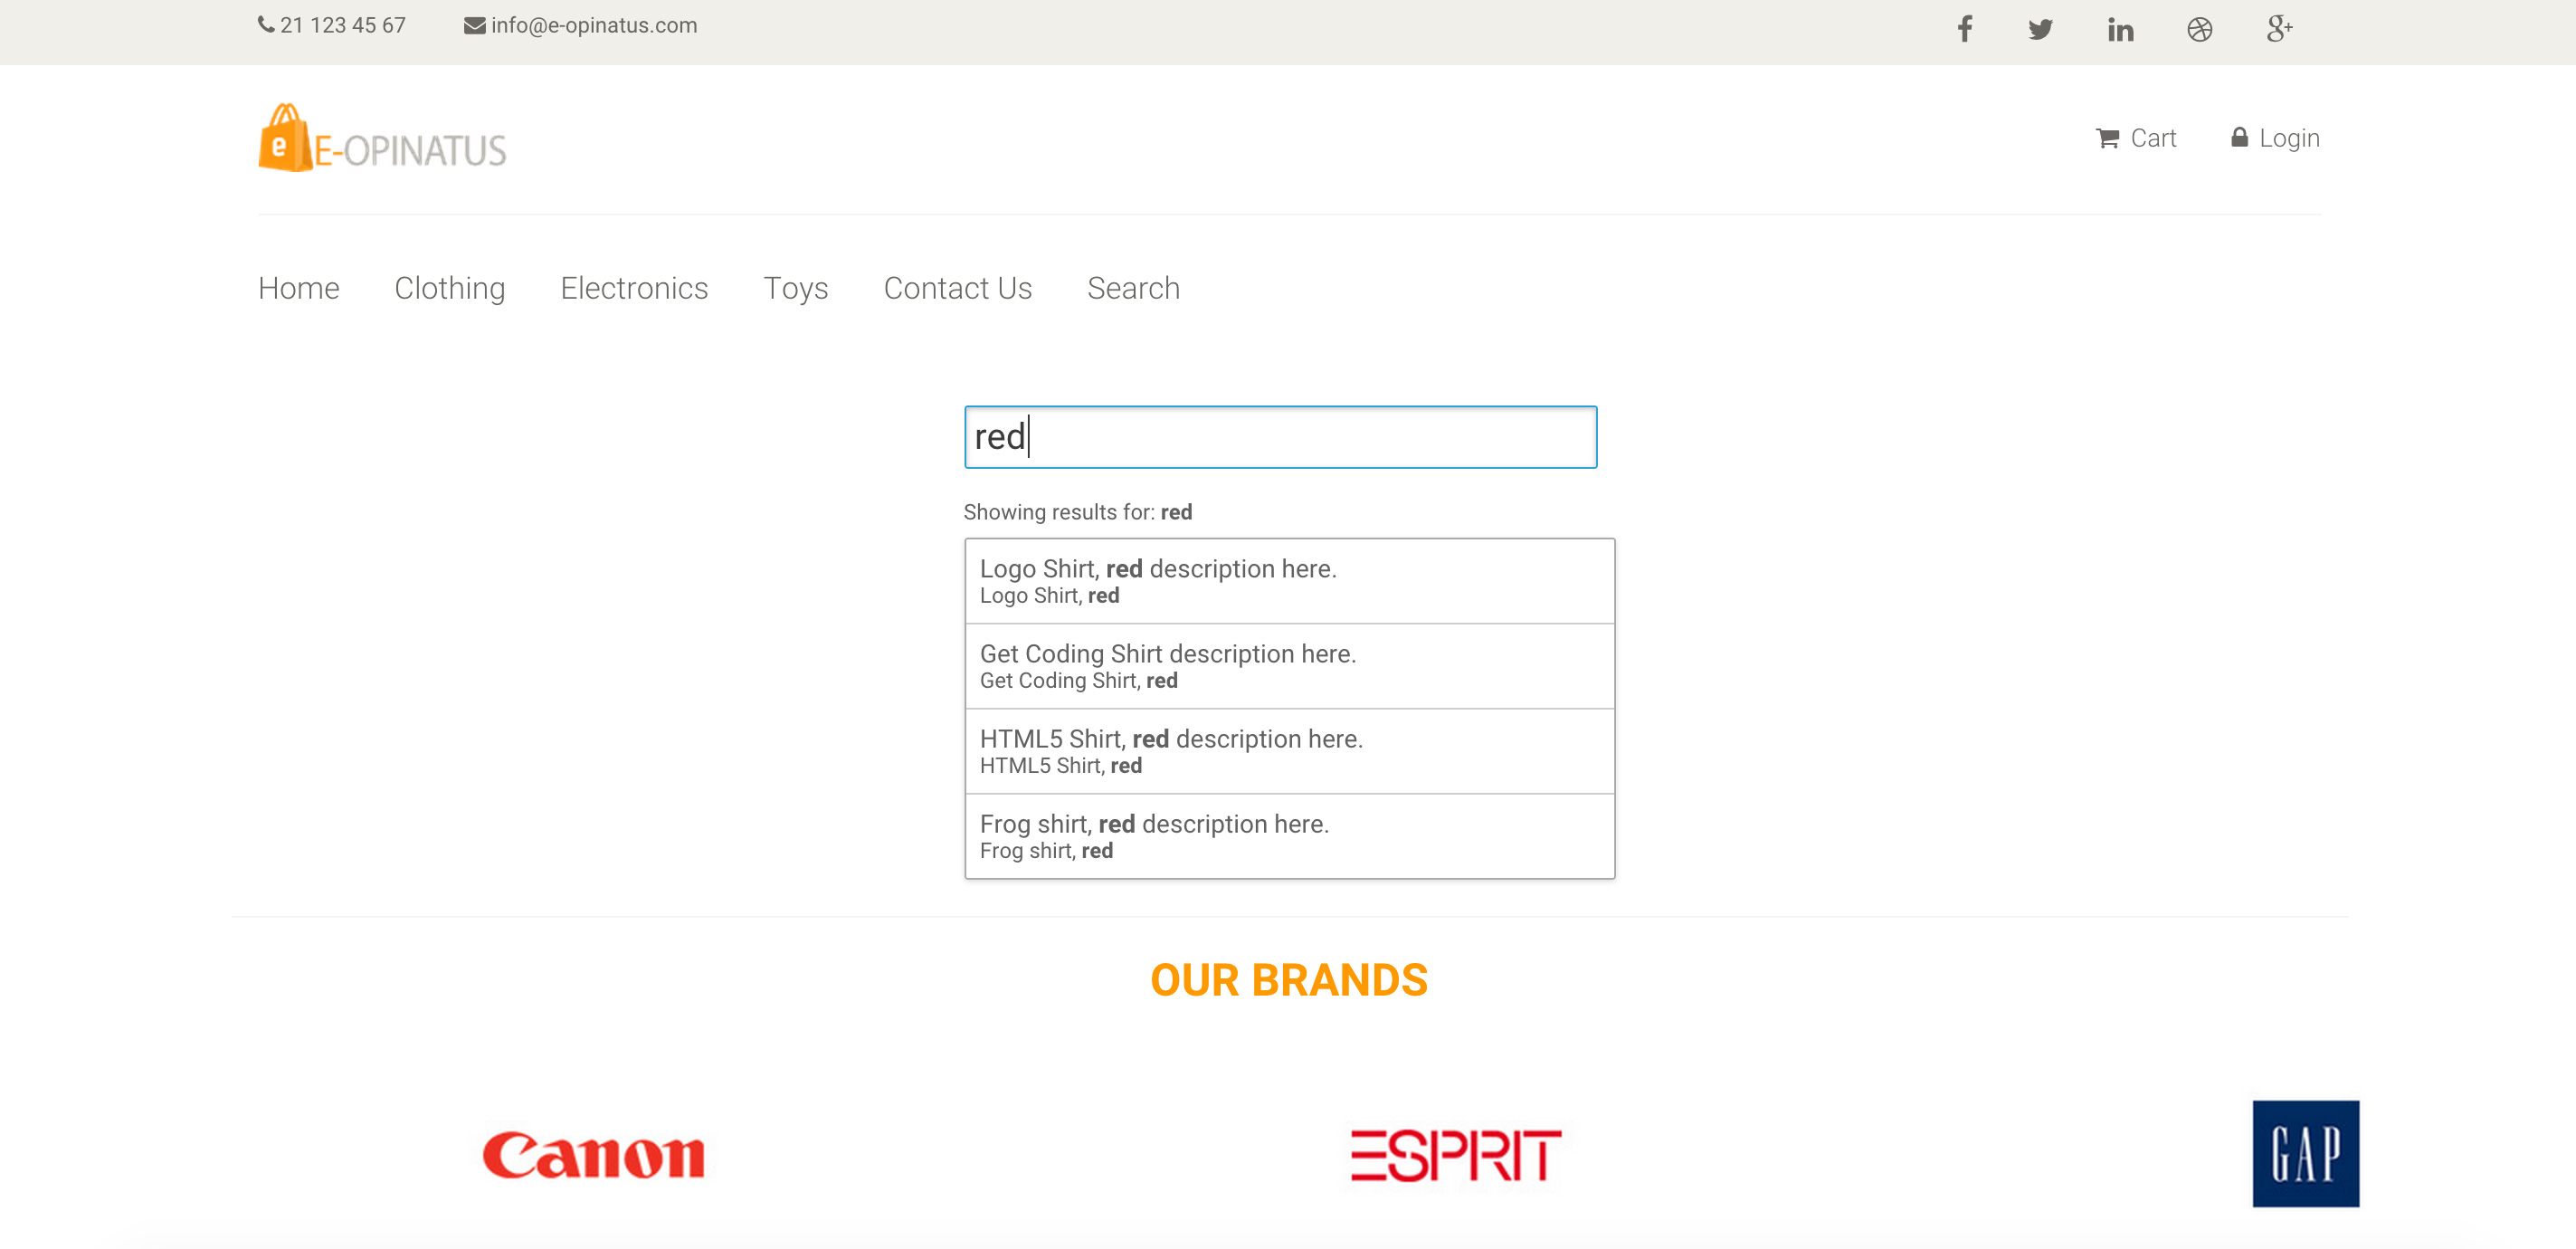 21 123 45 67 info@e-opinatus.com
e E-OPINATUS
Cart Login
Home Clothing Electronics Toys Contact Us Search
red
Showing results for: red
Logo Shirt, red description here.
Logo Shirt, red
Get Coding Shirt description here.
Get Coding Shirt, red
HTML5 Shirt, red description here.
HTML5 Shirt, red
Frog shirt, red description here.
Frog shirt, red
OUR BRANDS
Canon ESPRIT GAP